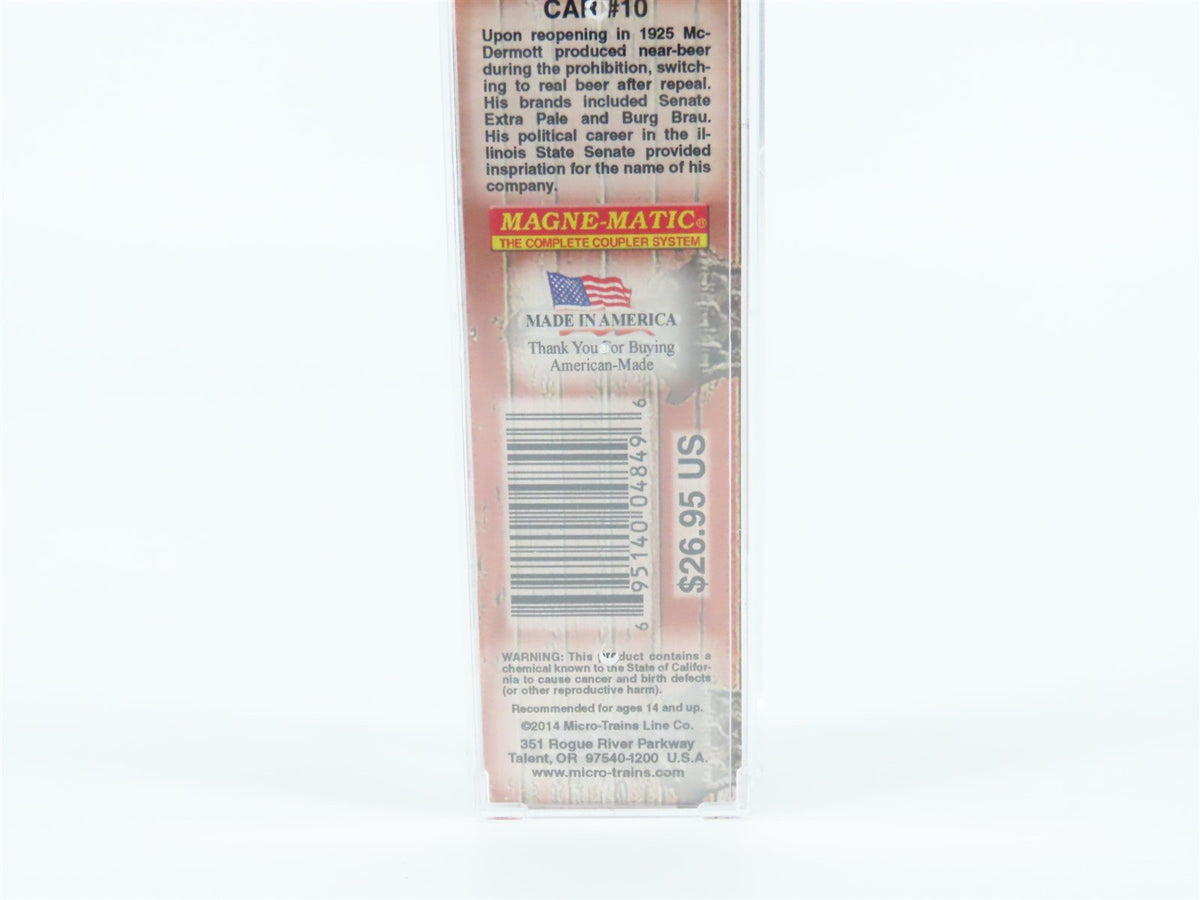 CAR #10
Upon reopening in 1925 Mc-
Dermott produced near-beer
during the prohibition, switch-
ing to real beer after repeal.
His brands included Senate
Extra Pale and Burg Brau.
His political career in the il-
linois State Senate provided
inspriation for the name of his
company.
MAGNE-MATIC®
THE COMPLETE COUPLER SYSTEM
MADE IN AMERICA
Thank You For Buying
American-Made
6 95140 04849 6
$26.95 US
WARNING: This product contains a
chemical known to the State of Califor-
nia to cause cancer and birth defects
(or other reproductive harm).
Recommended for ages 14 and up.
©2014 Micro-Trains Line Co.
351 Rogue River Parkway
Talent, OR 97540-1200 U.S.A.
www.micro-trains.com